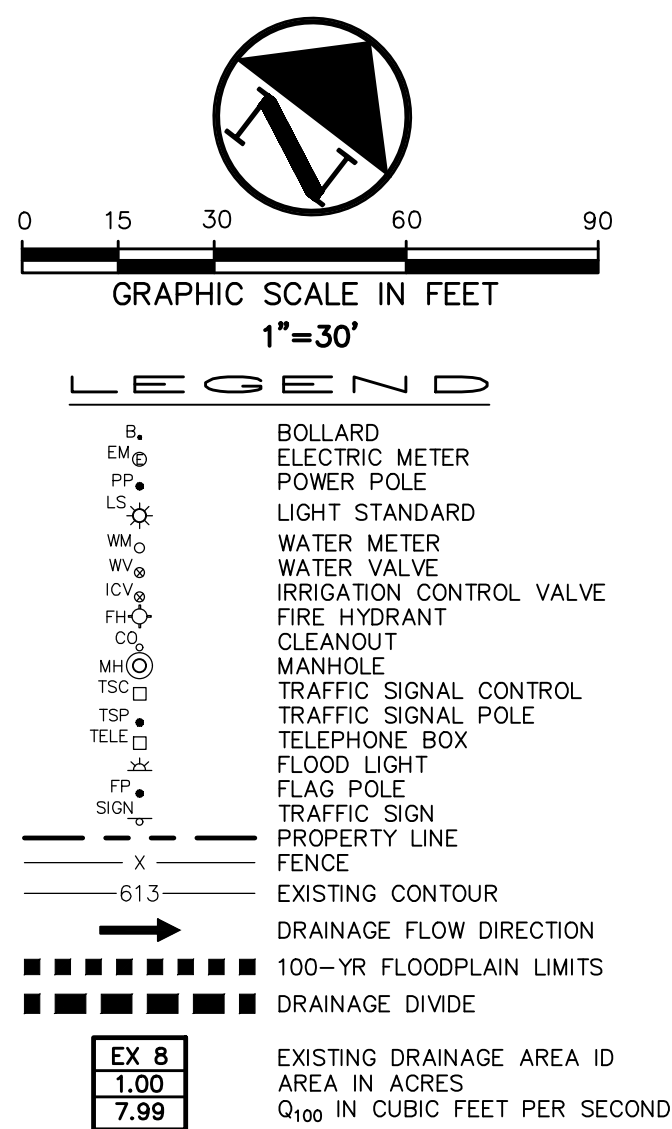 N
0 15 30 60 90
GRAPHIC SCALE IN FEET
1"=30'
LEGEND
B. BOLLARD
EM E ELECTRIC METER
PP POWER POLE
LS LIGHT STANDARD
WM WATER METER
WV WATER VALVE
ICV IRRIGATION CONTROL VALVE
FH FIRE HYDRANT
CO CLEANOUT
MH MANHOLE
TSC TRAFFIC SIGNAL CONTROL
TSP TRAFFIC SIGNAL POLE
TELE TELEPHONE BOX
FLOOD LIGHT
FP FLAG POLE
SIGN TRAFFIC SIGN
PROPERTY LINE
X FENCE
613 EXISTING CONTOUR
DRAINAGE FLOW DIRECTION
100-YR FLOODPLAIN LIMITS
DRAINAGE DIVIDE
EX 8 EXISTING DRAINAGE AREA ID
1.00 AREA IN ACRES
7.99 Q₁₀₀ IN CUBIC FEET PER SECOND